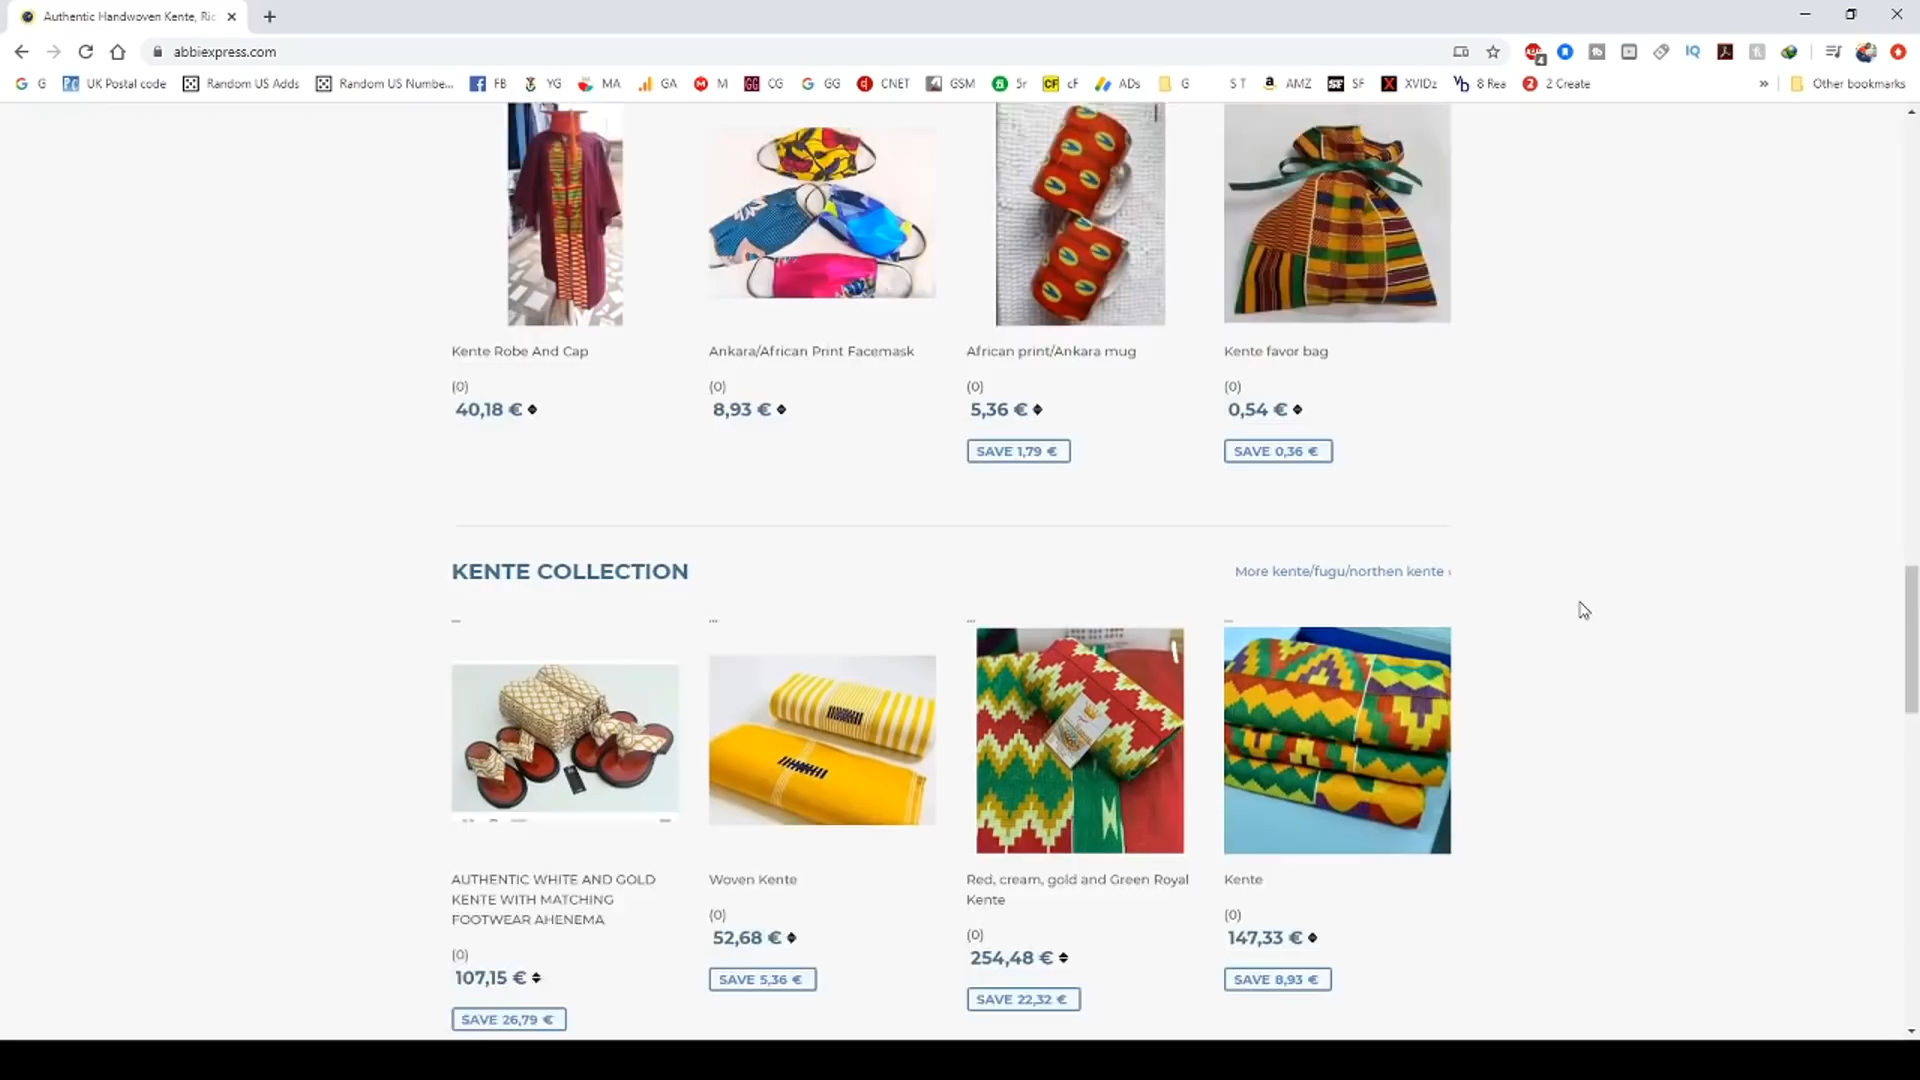 Authentic Handwoven Kente, Ric
abbiexpress.com
G UK Postal code Random US Adds Random US Numbe... FB YG MA GA M CG GG CNET GSM 5r cF ADs G S T AMZ SF XVIDz 8 Rea 2 Create » Other bookmarks
Kente Robe And Cap
(0)
40,18 €
Ankara/African Print Facemask
(0)
8,93 €
African print/Ankara mug
(0)
5,36 €
SAVE 1,79 €
Kente favor bag
(0)
0,54 €
SAVE 0,36 €
KENTE COLLECTION
More kente/fugu/northen kente ›
...
AUTHENTIC WHITE AND GOLD
KENTE WITH MATCHING
FOOTWEAR AHENEMA
(0)
107,15 €
SAVE 26,79 €
...
Woven Kente
(0)
52,68 €
SAVE 5,36 €
...
Red, cream, gold and Green Royal
Kente
(0)
254,48 €
SAVE 22,32 €
...
Kente
(0)
147,33 €
SAVE 8,93 €